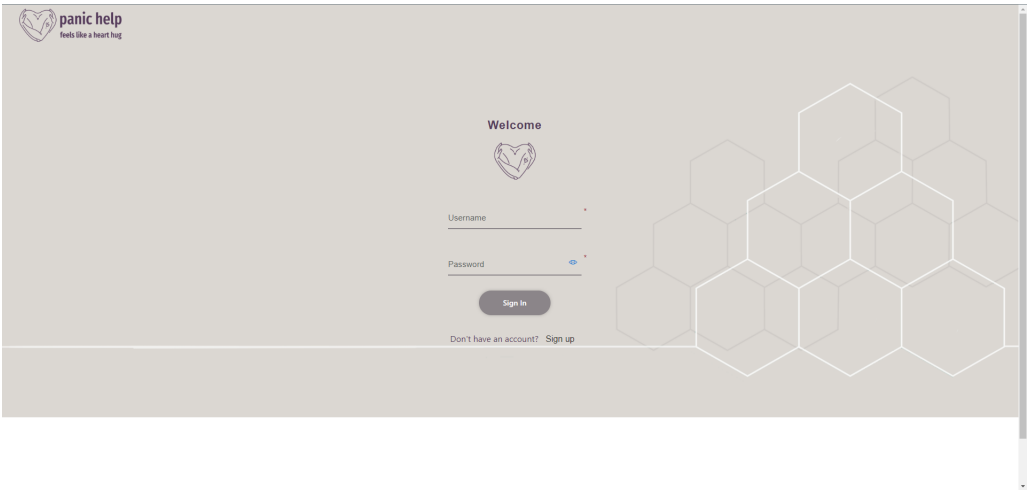 panic help
feels like a heart hug
Welcome
Username *
Password *
Sign In
Don't have an account? Sign up